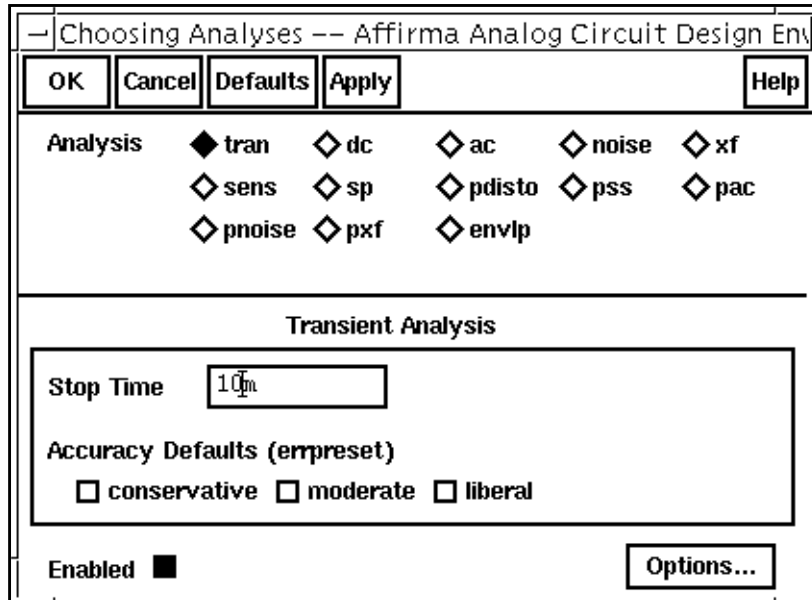 Choosing Analyses -- Affirma Analog Circuit Design Env
OK Cancel Defaults Apply Help
Analysis tran dc ac noise xf
sens sp pdisto pss pac
pnoise pxf envlp
Transient Analysis
Stop Time 10m
Accuracy Defaults (errpreset)
conservative moderate liberal
Enabled Options...